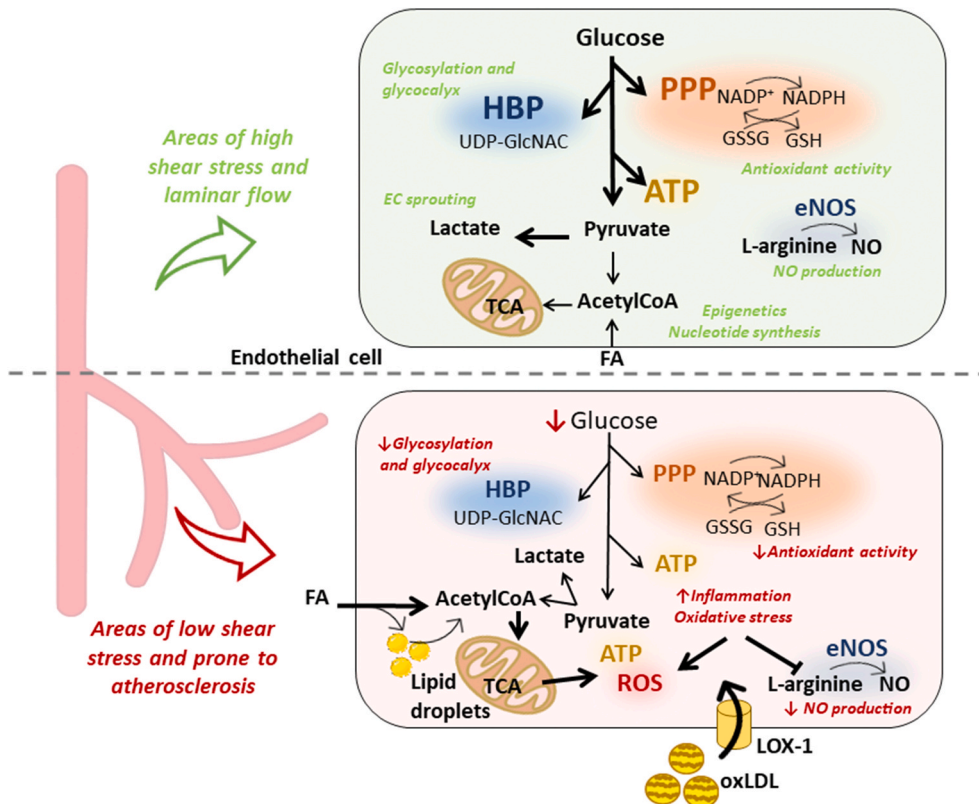 Glucose
Glycosylation and
glycocalyx
HBP
UDP-GlcNAC
PPP
NADP⁺ NADPH
GSSG GSH
Antioxidant activity
Areas of high
shear stress and
laminar flow
ATP
EC sprouting
Lactate
Pyruvate
eNOS
L-arginine NO
NO production
TCA
AcetylCoA
Epigenetics
Nucleotide synthesis
FA
Endothelial cell
↓ Glucose
↓Glycosylation
and glycocalyx
HBP
UDP-GlcNAC
PPP
NADP⁺ NADPH
GSSG GSH
↓ Antioxidant activity
Lactate
ATP
FA
AcetylCoA
Pyruvate
↑ Inflammation
Oxidative stress
Areas of low shear
stress and prone to
atherosclerosis
Lipid
droplets
TCA
ATP
ROS
eNOS
L-arginine NO
↓ NO production
LOX-1
oxLDL